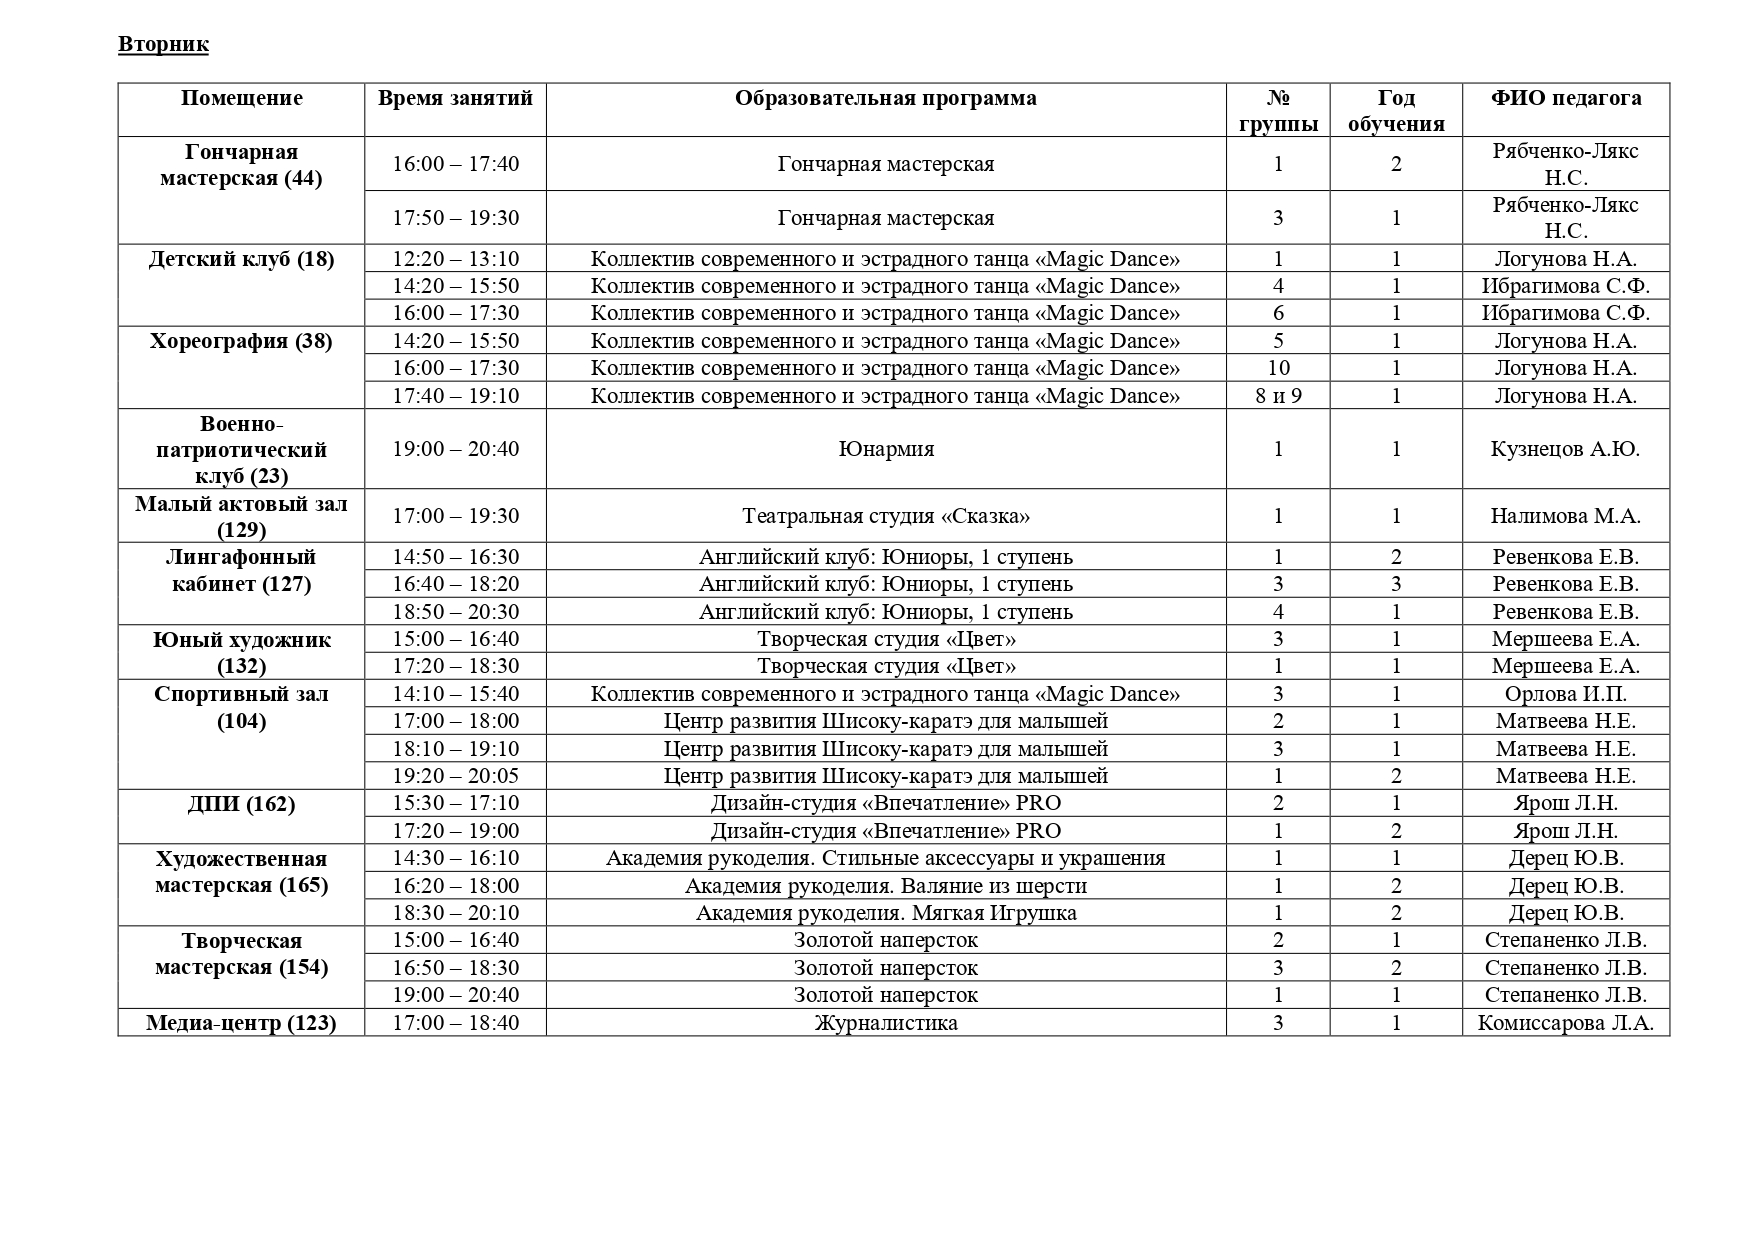 Вторник
Помещение Время занятий Образовательная программа № группы Год обучения ФИО педагога
Гончарная мастерская (44) 16:00 – 17:40 Гончарная мастерская 1 2 Рябченко-Лякс Н.С.
17:50 – 19:30 Гончарная мастерская 3 1 Рябченко-Лякс Н.С.
Детский клуб (18) 12:20 – 13:10 Коллектив современного и эстрадного танца «Magic Dance» 1 1 Логунова Н.А.
14:20 – 15:50 Коллектив современного и эстрадного танца «Magic Dance» 4 1 Ибрагимова С.Ф.
16:00 – 17:30 Коллектив современного и эстрадного танца «Magic Dance» 6 1 Ибрагимова С.Ф.
Хореография (38) 14:20 – 15:50 Коллектив современного и эстрадного танца «Magic Dance» 5 1 Логунова Н.А.
16:00 – 17:30 Коллектив современного и эстрадного танца «Magic Dance» 10 1 Логунова Н.А.
17:40 – 19:10 Коллектив современного и эстрадного танца «Magic Dance» 8 и 9 1 Логунова Н.А.
Военно-патриотический клуб (23) 19:00 – 20:40 Юнармия 1 1 Кузнецов А.Ю.
Малый актовый зал (129) 17:00 – 19:30 Театральная студия «Сказка» 1 1 Налимова М.А.
Лингафонный кабинет (127) 14:50 – 16:30 Английский клуб: Юниоры, 1 ступень 1 2 Ревенкова Е.В.
16:40 – 18:20 Английский клуб: Юниоры, 1 ступень 3 3 Ревенкова Е.В.
18:50 – 20:30 Английский клуб: Юниоры, 1 ступень 4 1 Ревенкова Е.В.
Юный художник (132) 15:00 – 16:40 Творческая студия «Цвет» 3 1 Мершеева Е.А.
17:20 – 18:30 Творческая студия «Цвет» 1 1 Мершеева Е.А.
Спортивный зал (104) 14:10 – 15:40 Коллектив современного и эстрадного танца «Magic Dance» 3 1 Орлова И.П.
17:00 – 18:00 Центр развития Шисоку-каратэ для малышей 2 1 Матвеева Н.Е.
18:10 – 19:10 Центр развития Шисоку-каратэ для малышей 3 1 Матвеева Н.Е.
19:20 – 20:05 Центр развития Шисоку-каратэ для малышей 1 2 Матвеева Н.Е.
ДПИ (162) 15:30 – 17:10 Дизайн-студия «Впечатление» PRO 2 1 Ярош Л.Н.
17:20 – 19:00 Дизайн-студия «Впечатление» PRO 1 2 Ярош Л.Н.
Художественная мастерская (165) 14:30 – 16:10 Академия рукоделия. Стильные аксессуары и украшения 1 1 Дерец Ю.В.
16:20 – 18:00 Академия рукоделия. Валяние из шерсти 1 2 Дерец Ю.В.
18:30 – 20:10 Академия рукоделия. Мягкая Игрушка 1 2 Дерец Ю.В.
Творческая мастерская (154) 15:00 – 16:40 Золотой наперсток 2 1 Степаненко Л.В.
16:50 – 18:30 Золотой наперсток 3 2 Степаненко Л.В.
19:00 – 20:40 Золотой наперсток 1 1 Степаненко Л.В.
Медиа-центр (123) 17:00 – 18:40 Журналистика 3 1 Комиссарова Л.А.